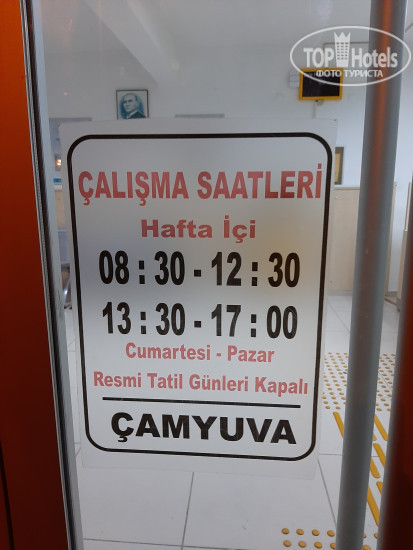 TOP Hotels
ФОТО ТУРИСТА
ÇALIŞMA SAATLERİ
Hafta İçi
08 : 30 - 12 : 30
13 : 30 - 17 : 00
Cumartesi - Pazar
Resmi Tatil Günleri Kapalı
ÇAMYUVA